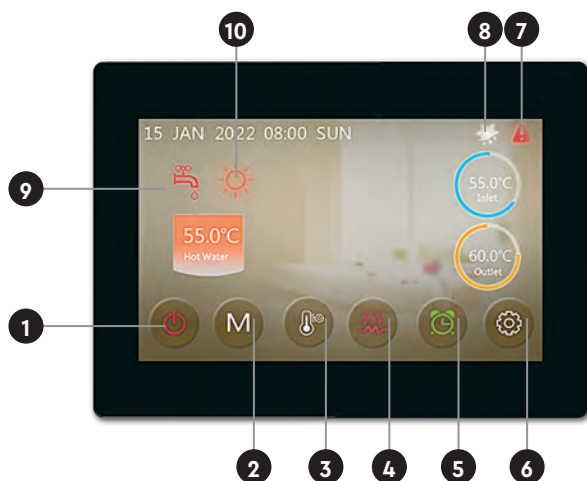 10 8 7
15 JAN 2022 08:00 SUN
9
55.0°C
Inlet
55.0°C
Hot Water
60.0°C
Outlet
1
M
2 3 4 5 6